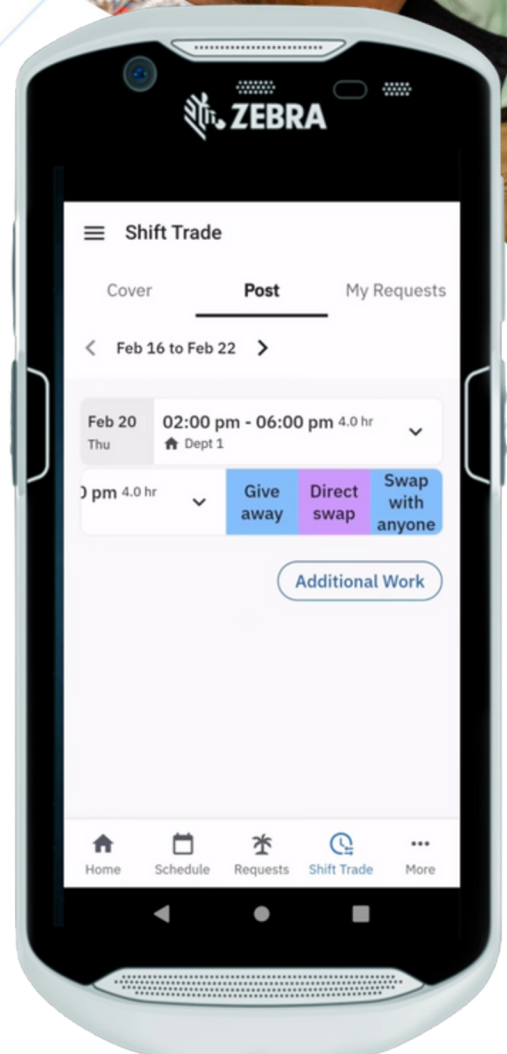 ZEBRA
Shift Trade
Cover Post My Requests
Feb 16 to Feb 22
Feb 20 02:00 pm - 06:00 pm 4.0 hr
Thu Dept 1
pm 4.0 hr Give away Direct swap Swap with anyone
Additional Work
Home Schedule Requests Shift Trade More